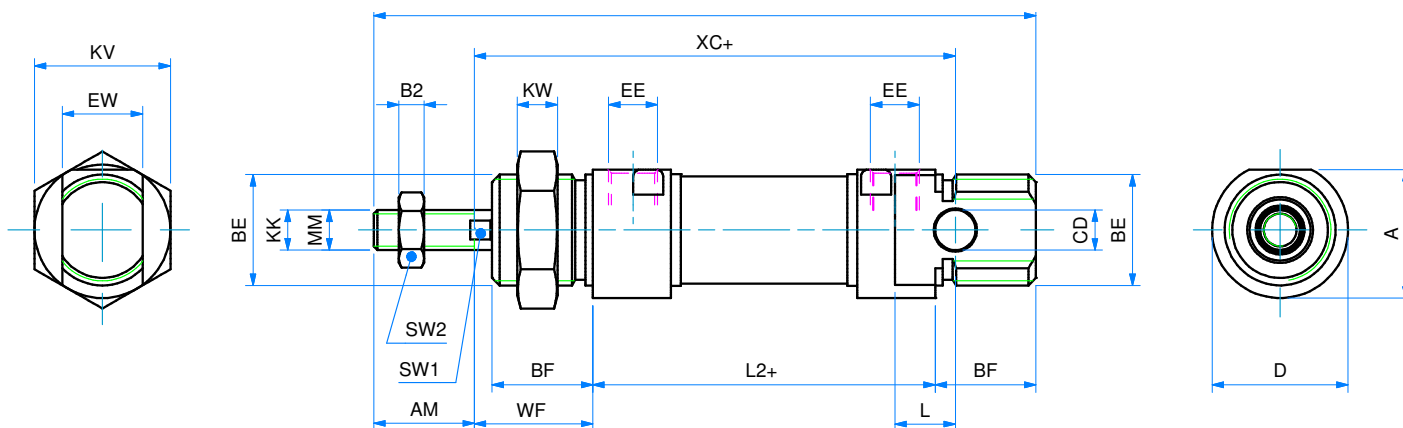 XC+
KV
EW
B2
KW
EE
EE
BE
KK
MM
CD
BE
A
SW2
SW1
BF
L2+
BF
D
AM
WF
L